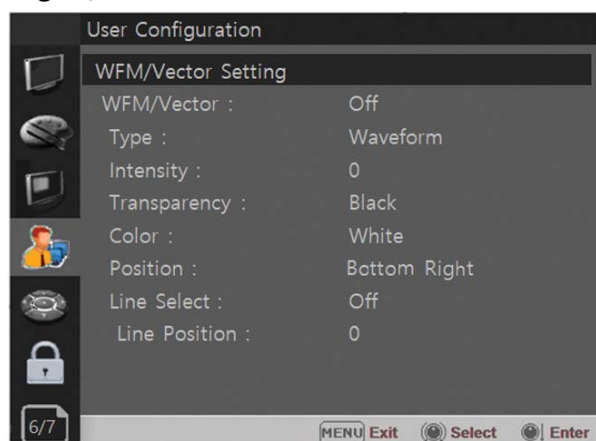 User Configuration
WFM/Vector Setting
WFM/Vector : Off
Type : Waveform
Intensity : 0
Transparency : Black
Color : White
Position : Bottom Right
Line Select : Off
Line Position : 0
6/7 MENU Exit Select Enter